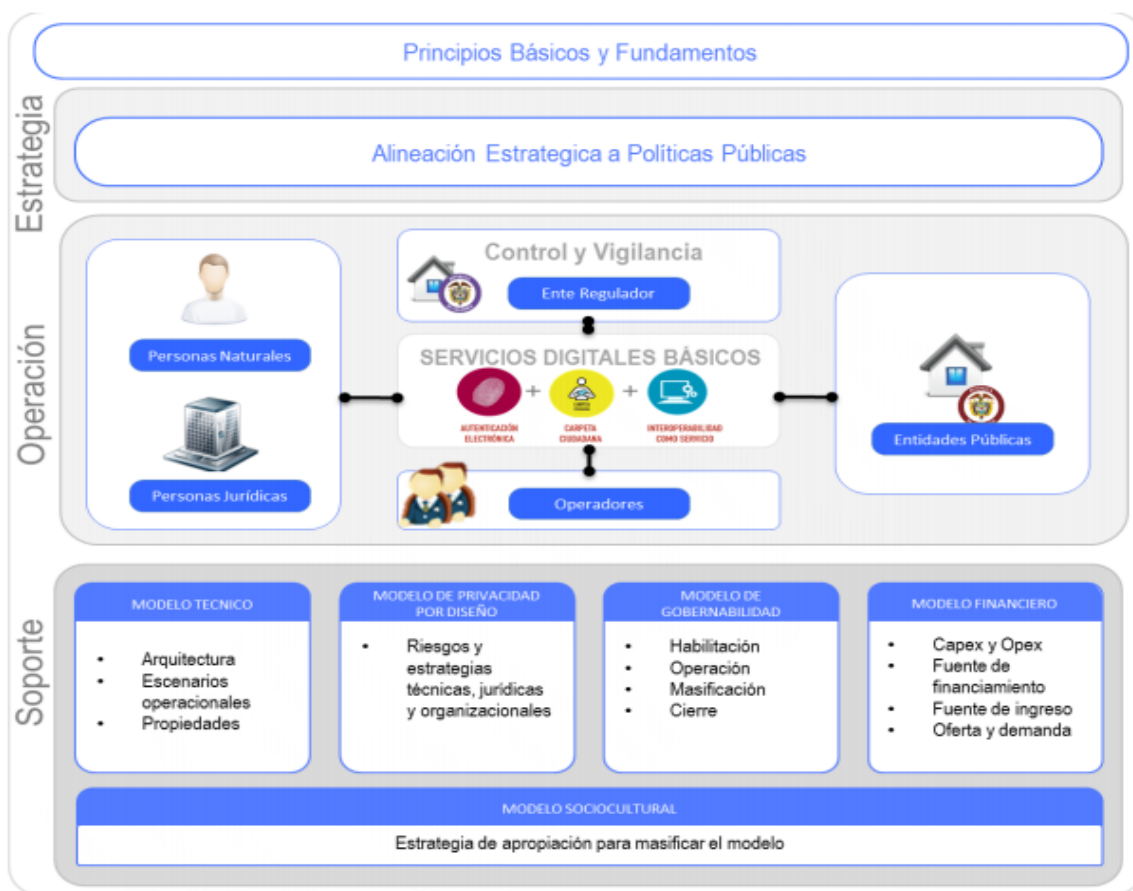 Principios Básicos y Fundamentos
Estrategia
Alineación Estrategica a Políticas Públicas
Operación
Personas Naturales
Personas Jurídicas
Control y Vigilancia
Ente Regulador
SERVICIOS DIGITALES BÁSICOS
AUTENTICACIÓN
ELECTRÓNICA
+
CARPETA
CIUDADANA
+
INTEROPERABILIDAD
COMO SERVICIO
Operadores
Entidades Públicas
Soporte
MODELO TECNICO
• Arquitectura
• Escenarios
operacionales
• Propiedades
MODELO DE PRIVACIDAD
POR DISEÑO
• Riesgos y
estrategias
técnicas, jurídicas
y organizacionales
MODELO DE
GOBERNABILIDAD
• Habilitación
• Operación
• Masificación
• Cierre
MODELO FINANCIERO
• Capex y Opex
• Fuente de
financiamiento
• Fuente de ingreso
• Oferta y demanda
MODELO SOCIOCULTURAL
Estrategia de apropiación para masificar el modelo